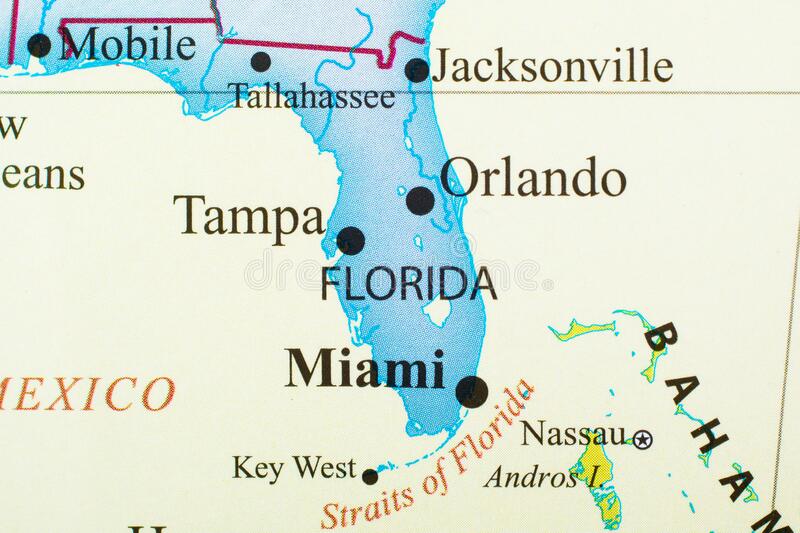 Mobile
Jacksonville
Tallahassee
w
eans
Orlando
Tampa
dreamstime
FLORIDA
Miami
MEXICO
BAHAM
Straits of Florida
Nassau
Key West
Andros I.